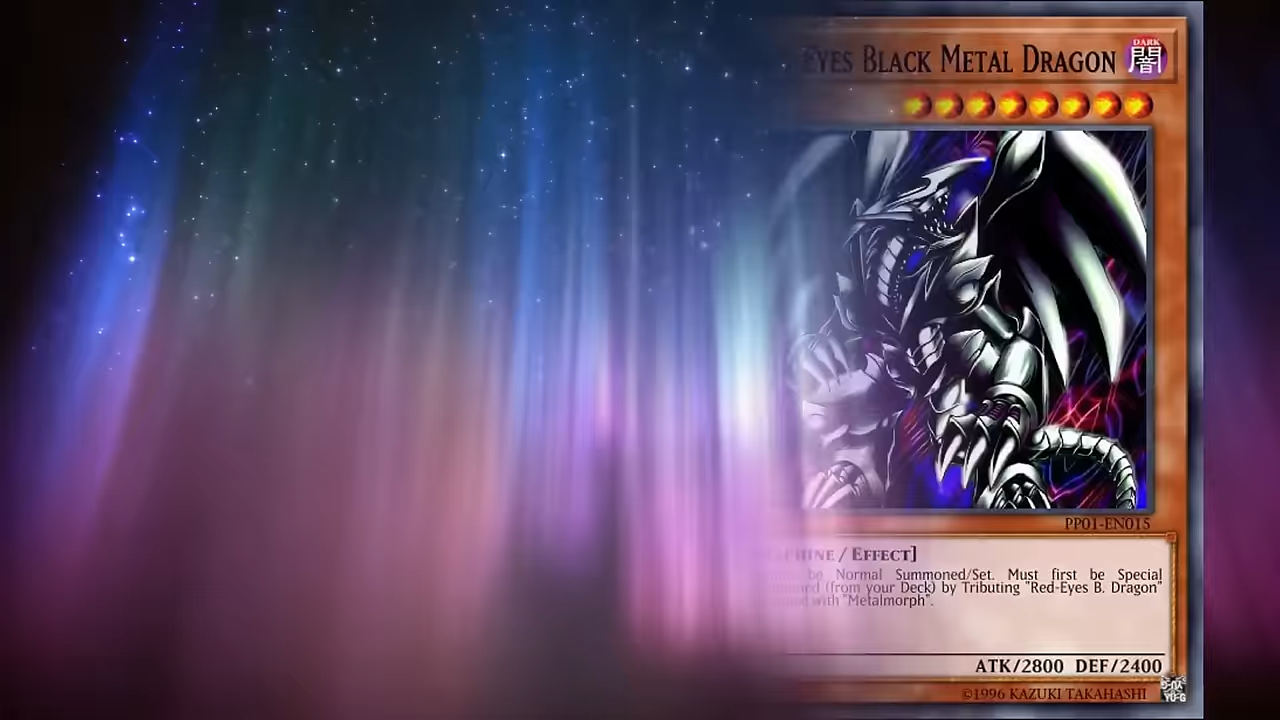 EYES BLACK METAL DRAGON
DARK
闇
PP01-EN015
CHINE / EFFECT]
be Normal Summoned/Set. Must first be Special
(from your Deck) by Tributing "Red-Eyes B. Dragon"
with "Metalmorph".
ATK/2800 DEF/2400
©1996 KAZUKI TAKAHASHI